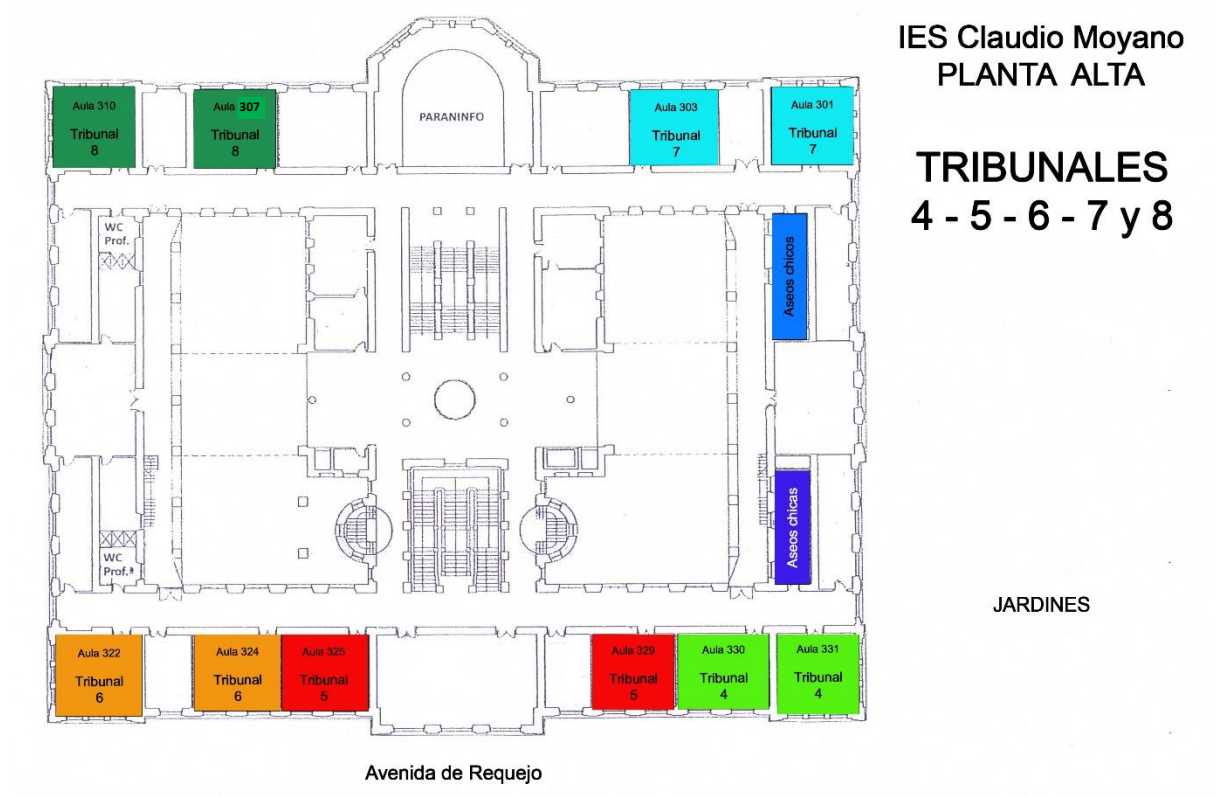 IES Claudio Moyano
PLANTA ALTA
TRIBUNALES
4 - 5 - 6 - 7 y 8
Aula 310
Tribunal
8
Aula 307
Tribunal
8
PARANINFO
Aula 303
Tribunal
7
Aula 301
Tribunal
7
WC
Prof.
Aseos chicos
Aseos chicas
WC
Prof.ª
JARDINES
Aula 322
Tribunal
6
Aula 324
Tribunal
6
Aula 325
Tribunal
5
Aula 329
Tribunal
5
Aula 330
Tribunal
4
Aula 331
Tribunal
4
Avenida de Requejo